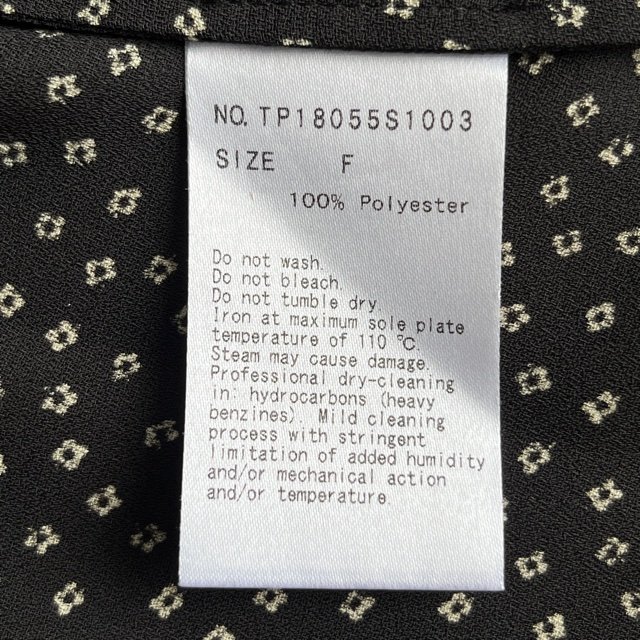 NO. TP18055S1003
SIZE F
100% Polyester
Do not wash.
Do not bleach.
Do not tumble dry.
Iron at maximum sole plate
temperature of 110 ℃.
Steam may cause damage.
Professional dry-cleaning
in: hydrocarbons (heavy
benzines). Mild cleaning
process with stringent
limitation of added humidity
and/or mechanical action
and/or temperature.